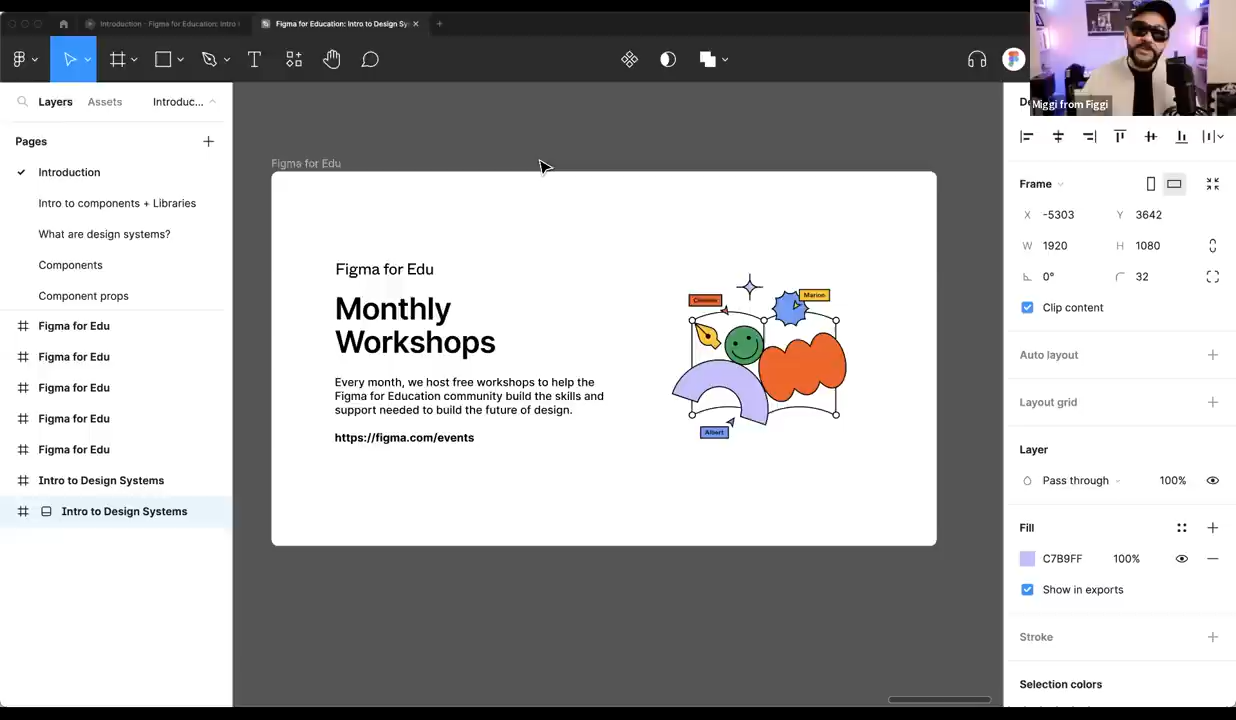 Introduction - Figma for Education: Intro t
Figma for Education: Intro to Design Sy
Layers
Assets
Introduc...
Pages
Introduction
Intro to components + Libraries
What are design systems?
Components
Component props
Figma for Edu
Figma for Edu
Figma for Edu
Figma for Edu
Figma for Edu
Intro to Design Systems
Intro to Design Systems
Figma for Edu
Figma for Edu
Monthly
Workshops
Every month, we host free workshops to help the
Figma for Education community build the skills and
support needed to build the future of design.
https://figma.com/events
Marion
Albert
Miggi from Figgi
Frame
X -5303
Y 3642
W 1920
H 1080
0°
32
Clip content
Auto layout
Layout grid
Layer
Pass through
100%
Fill
C7B9FF
100%
Show in exports
Stroke
Selection colors